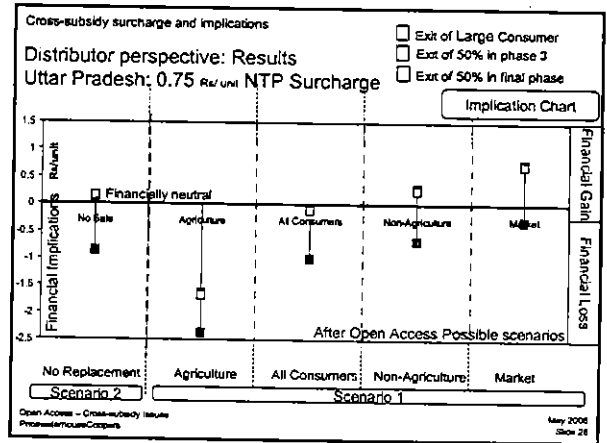 Cross-subsidy surcharge and implications
Exit of Large Consumer
Exit of 50% in phase 3
Exit of 50% in final phase
Distributor perspective: Results
Uttar Pradesh: 0.75 Rs/ unit NTP Surcharge
Implication Chart
1.5
1
0.5
0
-0.5
-1
-1.5
-2
-2.5
Rs/unit
Financial Implications
Financially neutral
No Sale
Agriculture
All Consumers
Non-Agriculture
Market
Financial Gain
Financial Loss
After Open Access Possible scenarios
No Replacement
Agriculture
All Consumers
Non-Agriculture
Market
Scenario 2
Scenario 1
Open Access – Cross-subsidy Issues
PricewaterhouseCoopers
May 2006
Slide 26